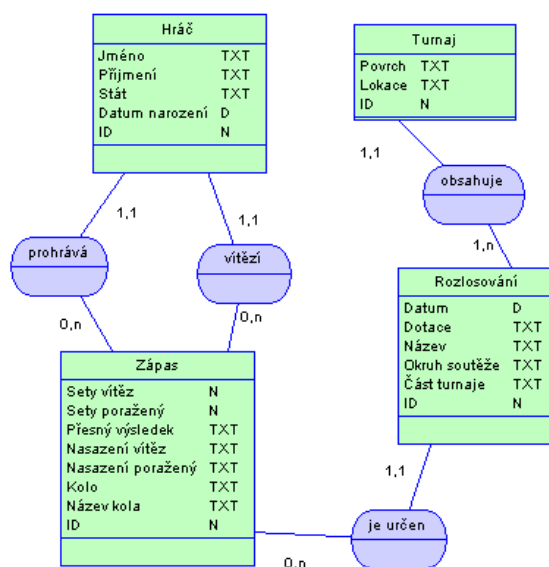 Hráč
Jméno TXT
Příjmení TXT
Stát TXT
Datum narození D
ID N
Turnaj
Povrch TXT
Lokace TXT
ID N
1,1
obsahuje
1,n
1,1
1,1
prohrává
vítězí
0,n
0,n
Rozlosování
Datum D
Dotace TXT
Název TXT
Okruh soutěže TXT
Část turnaje TXT
ID N
Zápas
Sety vítěz N
Sety poražený N
Přesný výsledek TXT
Nasazení vítěz TXT
Nasazení poražený TXT
Kolo TXT
Název kola TXT
ID N
1,1
je určen
0,n